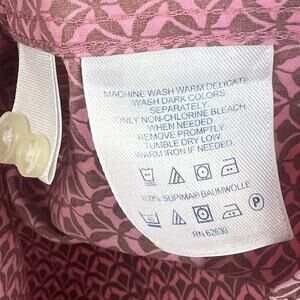 MACHINE WASH WARM DELICATE
WASH DARK COLORS
SEPARATELY.
ONLY NON-CHLORINE BLEACH
WHEN NEEDED
REMOVE PROMPTLY.
TUMBLE DRY LOW.
WARM IRON IF NEEDED.
100% SUPIMA® BAUMWOLLE
P
RN 62630